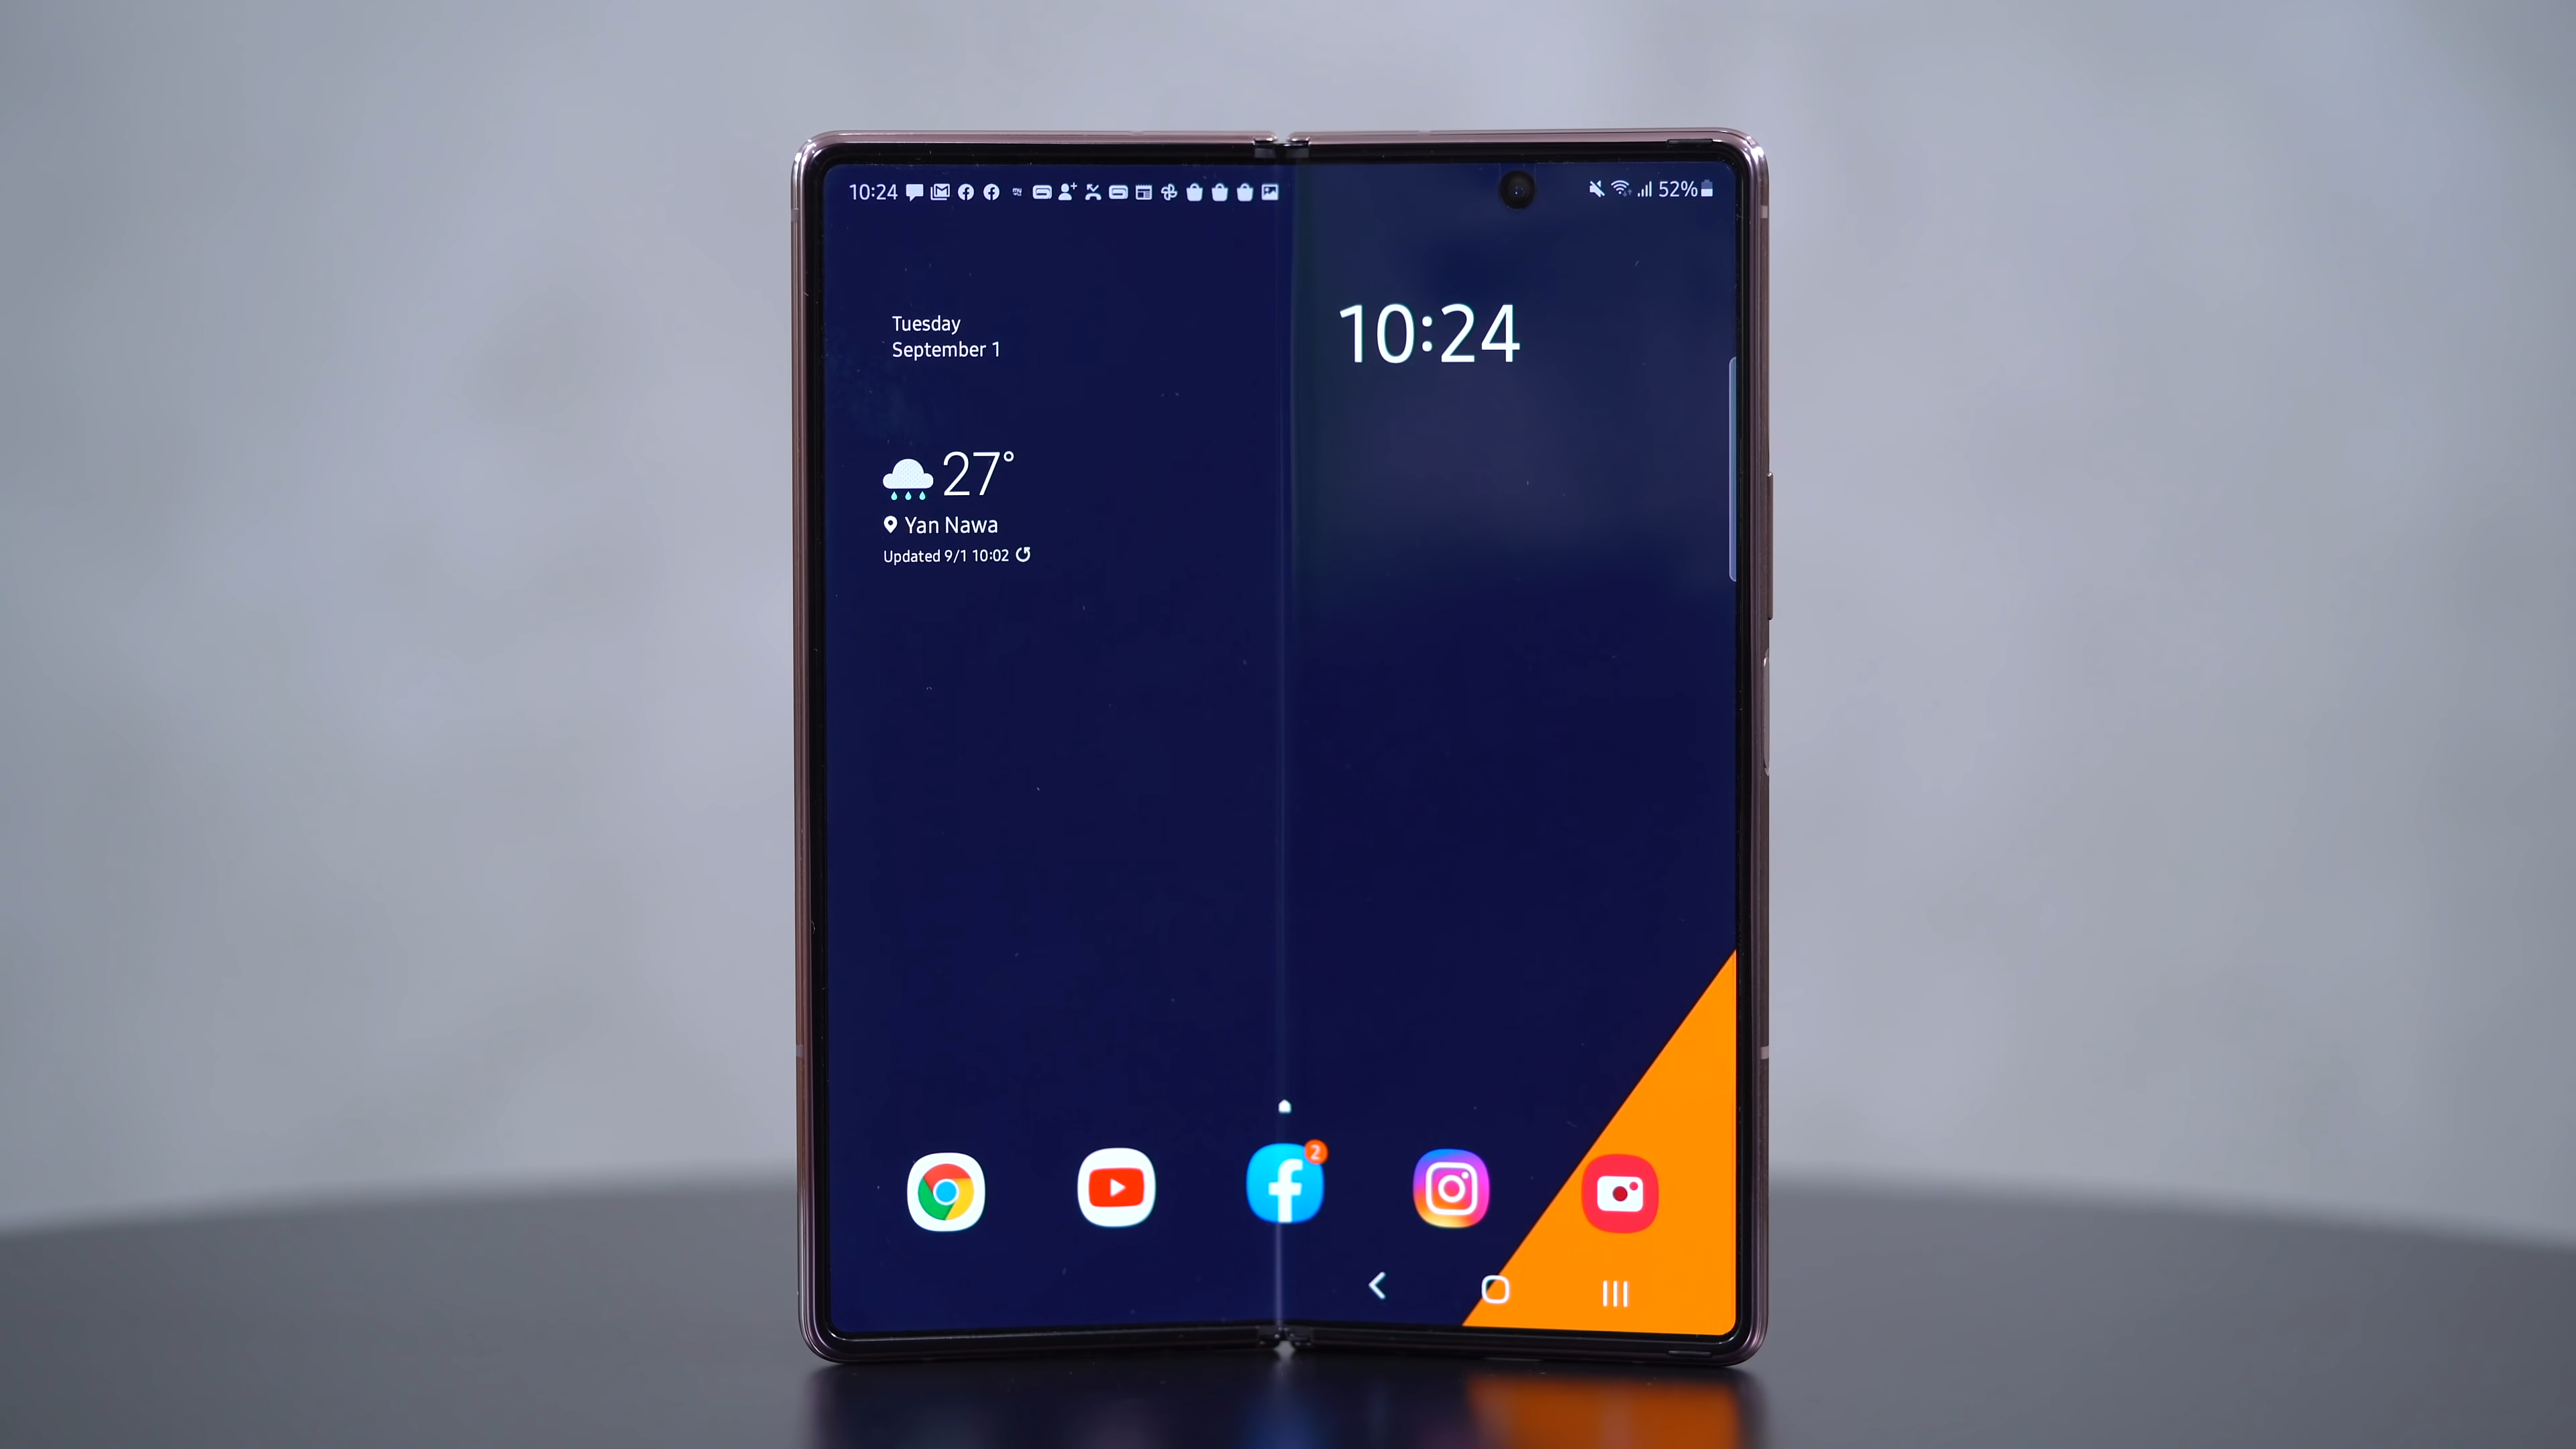 10:24 52%
Tuesday
September 1
10:24
27°
Yan Nawa
Updated 9/1 10:02
2